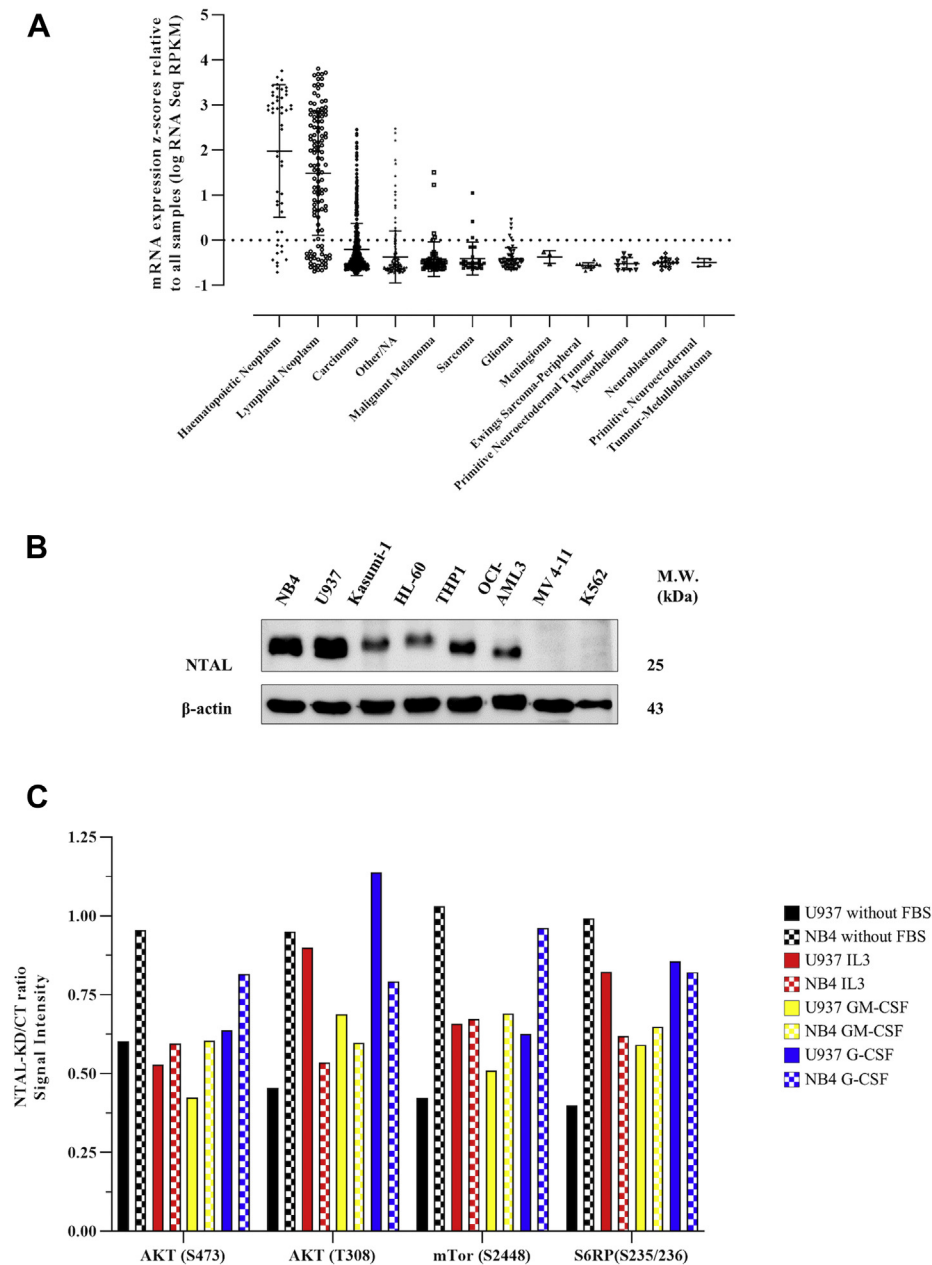 A
mRNA expression z-scores relative
to all samples (log RNA Seq RPKM)
5
4
3
2
1
0
-1
Haematopoietic Neoplasm
Lymphoid Neoplasm
Carcinoma
Other/NA
Malignant Melanoma
Sarcoma
Glioma
Meningioma
Ewings Sarcoma-Peripheral
Primitive Neuroectodermal Tumour
Mesothelioma
Neuroblastoma
Primitive Neuroectodermal
Tumour-Medulloblastoma
B
NB4
U937
Kasumi-1
HL-60
THP1
OCI-
AML3
MV 4-11
K562
M.W.
(kDa)
NTAL
25
β-actin
43
C
NTAL-KD/CT ratio
Signal Intensity
1.25
1.00
0.75
0.50
0.25
0.00
AKT (S473)
AKT (T308)
mTor (S2448)
S6RP(S235/236)
U937 without FBS
NB4 without FBS
U937 IL3
NB4 IL3
U937 GM-CSF
NB4 GM-CSF
U937 G-CSF
NB4 G-CSF